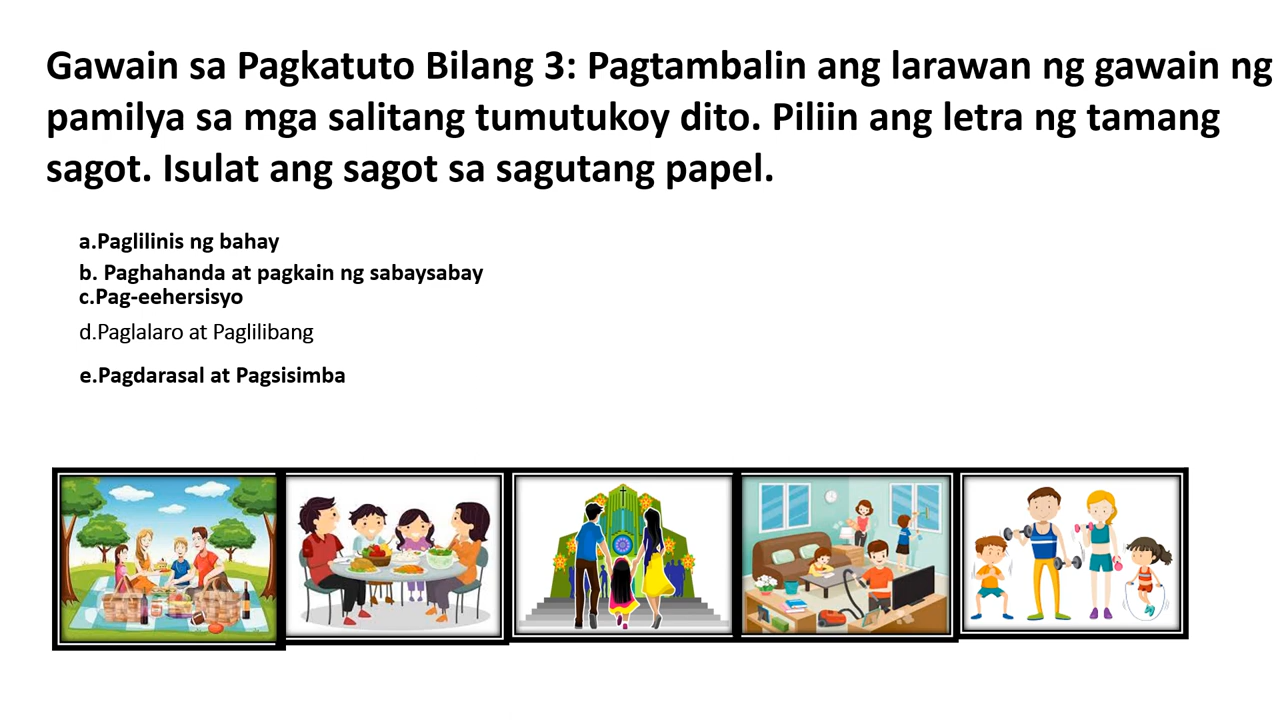 Gawain sa Pagkatuto Bilang 3: Pagtambalin ang larawan ng gawain ng
pamilya sa mga salitang tumutukoy dito. Piliin ang letra ng tamang
sagot. Isulat ang sagot sa sagutang papel.
a.Paglilinis ng bahay
b. Paghahanda at pagkain ng sabaysabay
c.Pag-eehersisyo
d.Paglalaro at Paglilibang
e.Pagdarasal at Pagsisimba